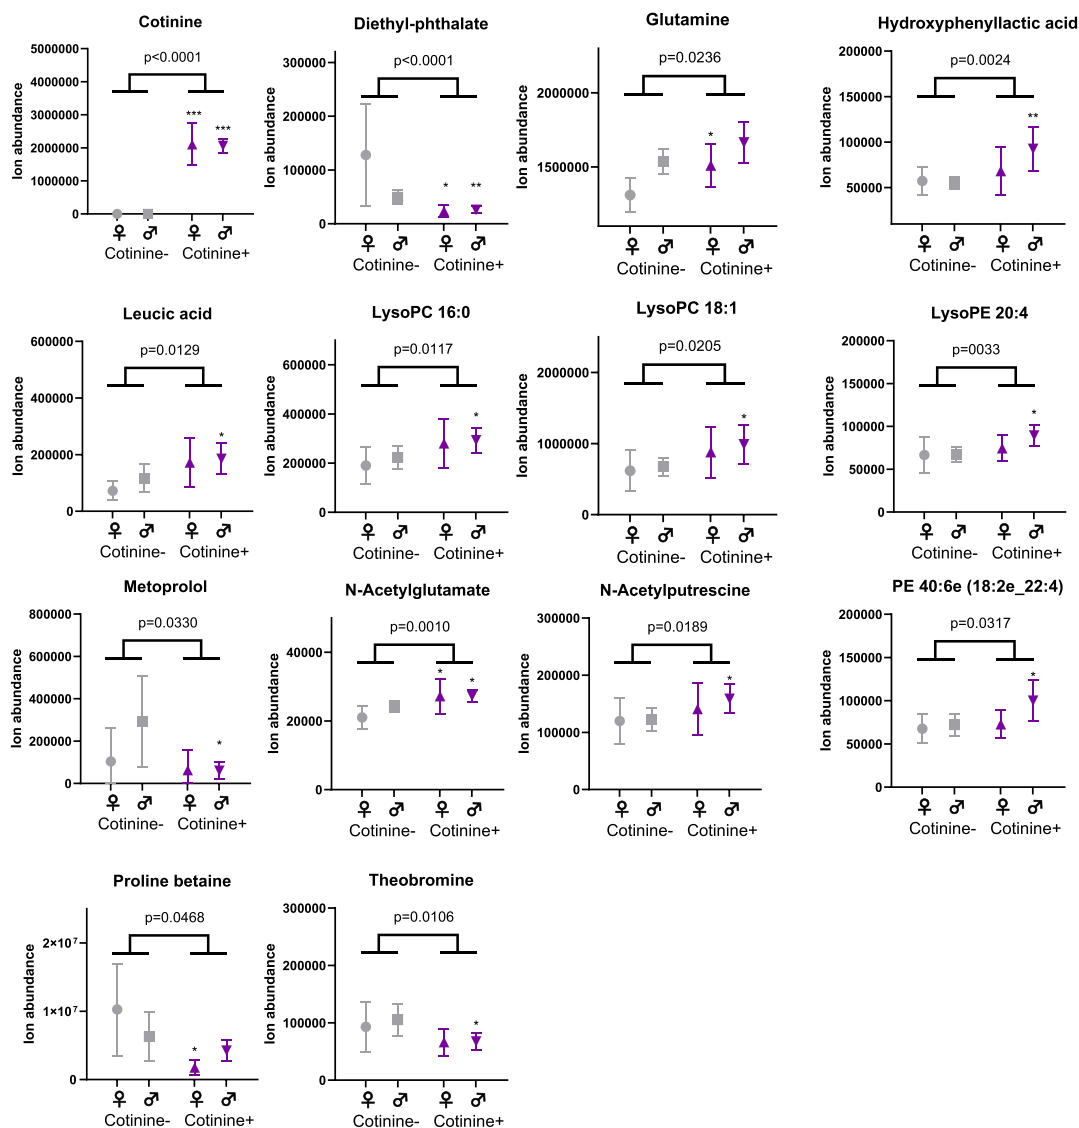 Cotinine
Ion abundance
5000000
4000000
3000000
2000000
1000000
0
p<0.0001
***
***
♀ ♂ ♀ ♂
Cotinine- Cotinine+
Diethyl-phthalate
Ion abundance
300000
200000
100000
0
p<0.0001
*
**
♀ ♂ ♀ ♂
Cotinine- Cotinine+
Glutamine
Ion abundance
2000000
1500000
p=0.0236
*
♀ ♂ ♀ ♂
Cotinine- Cotinine+
Hydroxyphenyllactic acid
Ion abundance
200000
150000
100000
50000
p=0.0024
**
♀ ♂ ♀ ♂
Cotinine- Cotinine+
Leucic acid
Ion abundance
600000
400000
200000
0
p=0.0129
*
♀ ♂ ♀ ♂
Cotinine- Cotinine+
LysoPC 16:0
Ion abundance
600000
400000
200000
0
p=0.0117
*
♀ ♂ ♀ ♂
Cotinine- Cotinine+
LysoPC 18:1
Ion abundance
2000000
1000000
0
p=0.0205
*
♀ ♂ ♀ ♂
Cotinine- Cotinine+
LysoPE 20:4
Ion abundance
200000
150000
100000
50000
0
p=0033
*
♀ ♂ ♀ ♂
Cotinine- Cotinine+
Metoprolol
Ion abundance
800000
600000
400000
200000
0
p=0.0330
*
♀ ♂ ♀ ♂
Cotinine- Cotinine+
N-Acetylglutamate
Ion abundance
40000
20000
0
p=0.0010
*
*
♀ ♂ ♀ ♂
Cotinine- Cotinine+
N-Acetylputrescine
Ion abundance
300000
200000
100000
0
p=0.0189
*
♀ ♂ ♀ ♂
Cotinine- Cotinine+
PE 40:6e (18:2e_22:4)
Ion abundance
200000
150000
100000
50000
0
p=0.0317
*
♀ ♂ ♀ ♂
Cotinine- Cotinine+
Proline betaine
Ion abundance
2×10⁷
1×10⁷
0
p=0.0468
*
♀ ♂ ♀ ♂
Cotinine- Cotinine+
Theobromine
Ion abundance
300000
200000
100000
0
p=0.0106
*
♀ ♂ ♀ ♂
Cotinine- Cotinine+